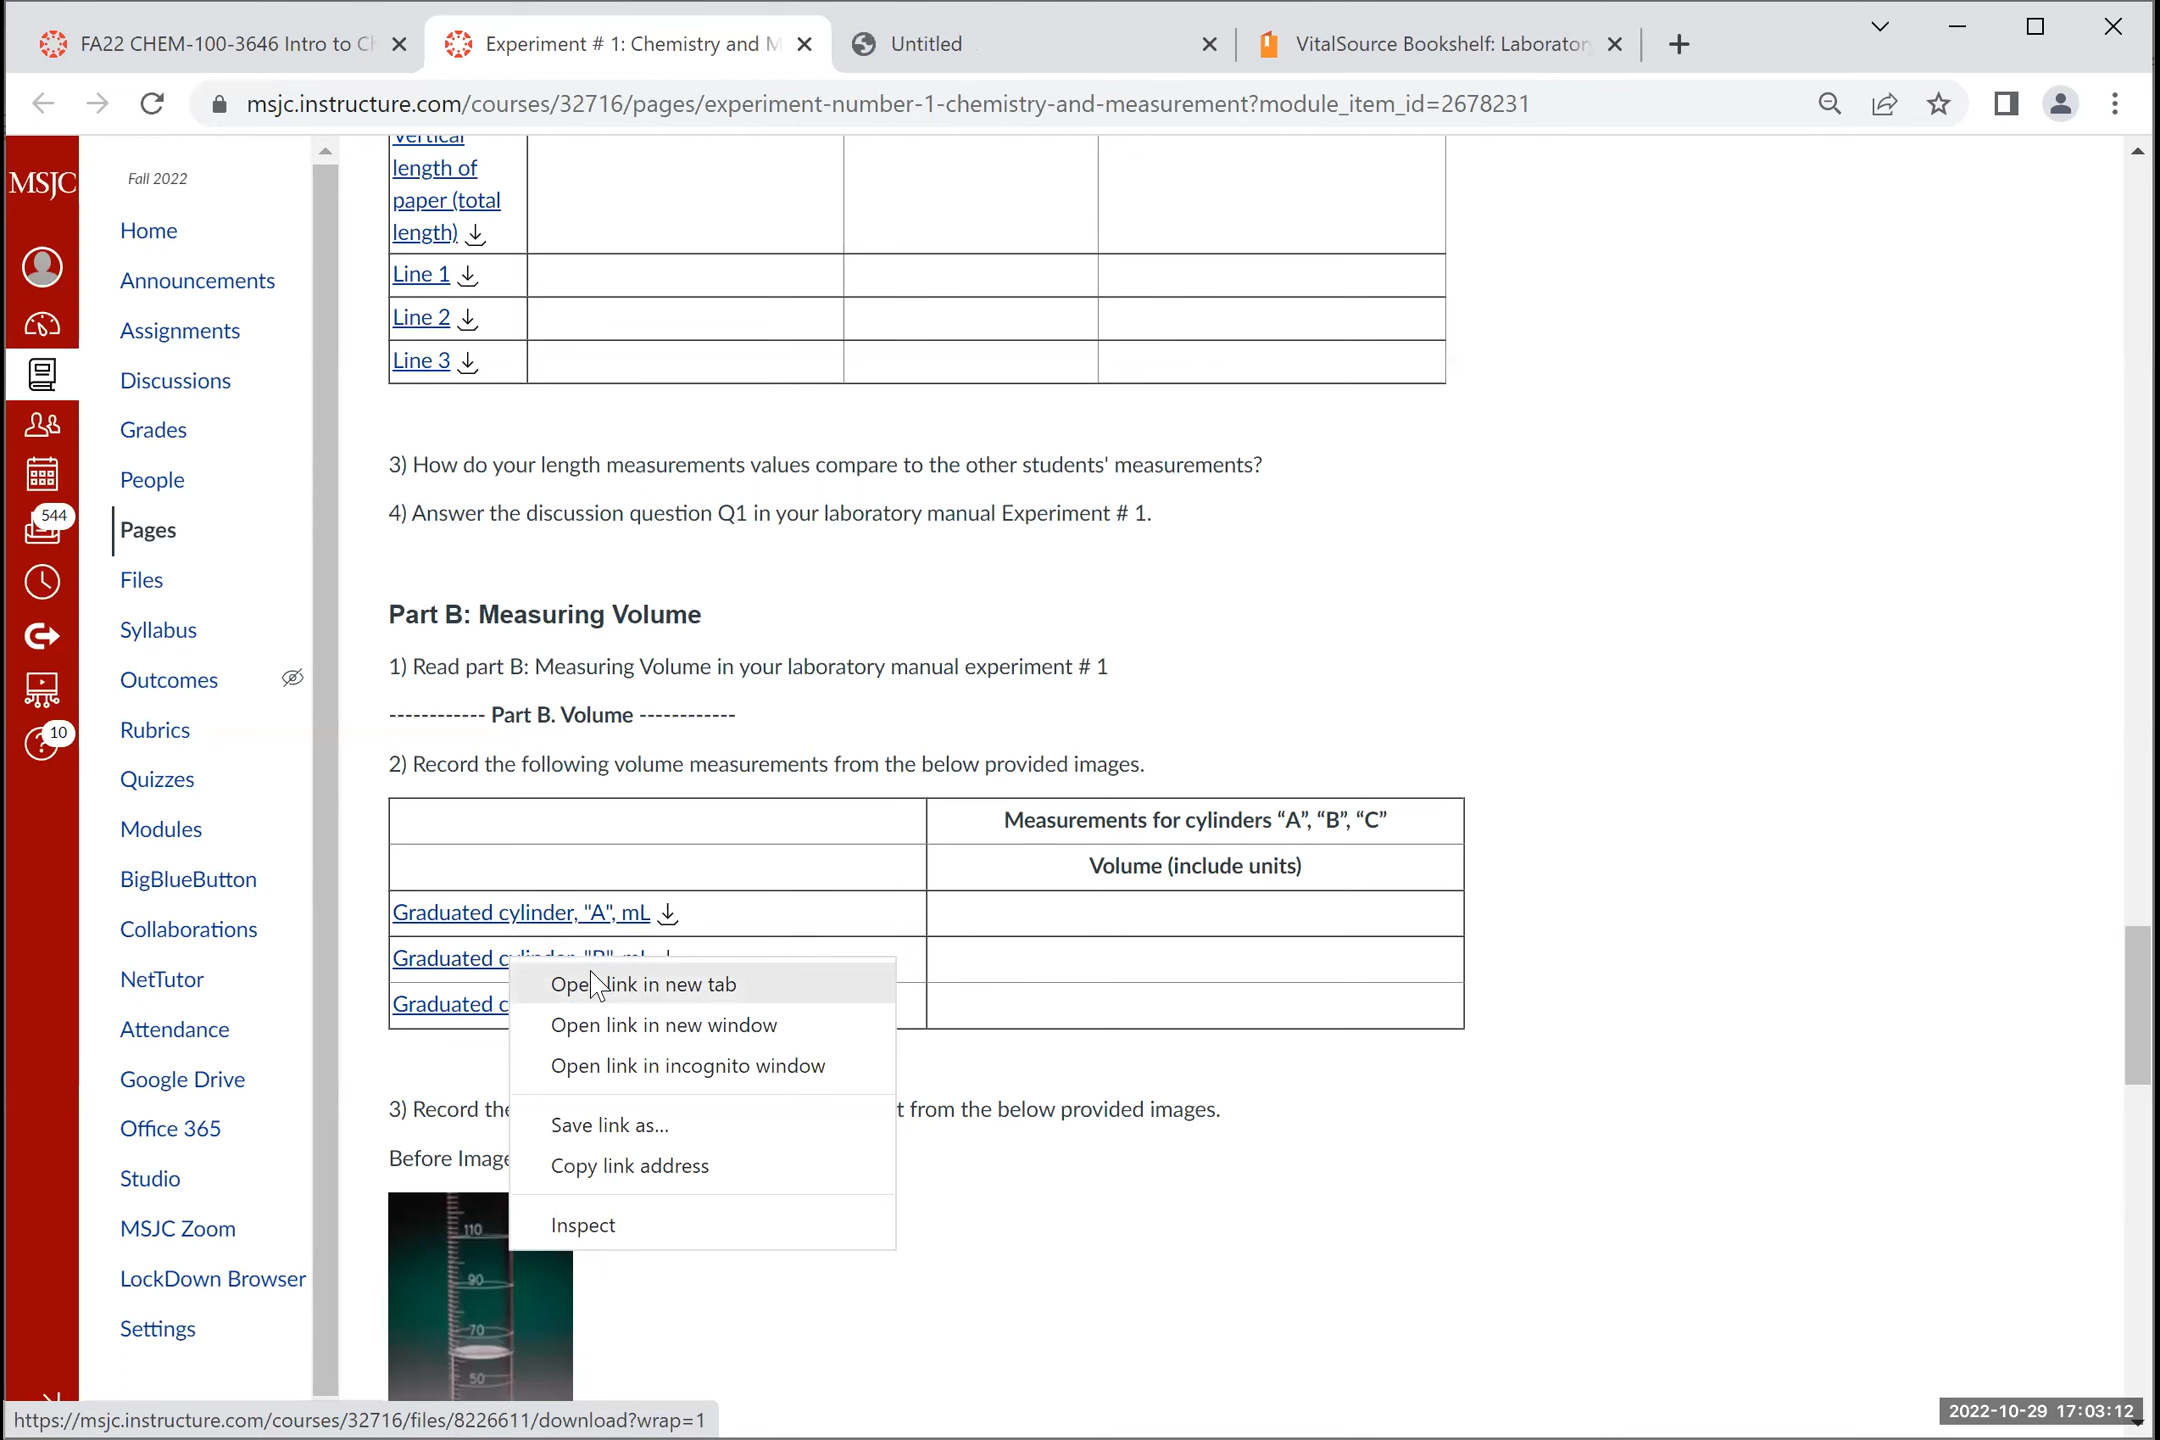 FA22 CHEM-100-3646 Intro to C
Experiment # 1: Chemistry and M
Untitled
VitalSource Bookshelf: Laborator
msjc.instructure.com/courses/32716/pages/experiment-number-1-chemistry-and-measurement?module_item_id=2678231
MSJC
544
10
Fall 2022
Home
Announcements
Assignments
Discussions
Grades
People
Pages
Files
Syllabus
Outcomes
Rubrics
Quizzes
Modules
BigBlueButton
Collaborations
NetTutor
Attendance
Google Drive
Office 365
Studio
MSJC Zoom
LockDown Browser
Settings
Vertical
length of
paper (total
length)
Line 1
Line 2
Line 3
3) How do your length measurements values compare to the other students' measurements?
4) Answer the discussion question Q1 in your laboratory manual Experiment # 1.
Part B: Measuring Volume
1) Read part B: Measuring Volume in your laboratory manual experiment # 1
------------ Part B. Volume ------------
2) Record the following volume measurements from the below provided images.
Measurements for cylinders “A”, “B”, “C”
Volume (include units)
Graduated cylinder, "A", mL
Graduated cylinder, "B", mL
Graduated c
Open link in new tab
Open link in new window
Open link in incognito window
Save link as...
Copy link address
Inspect
3) Record the
t from the below provided images.
Before Image
110
90
70
50
https://msjc.instructure.com/courses/32716/files/8226611/download?wrap=1
2022-10-29 17:03:12